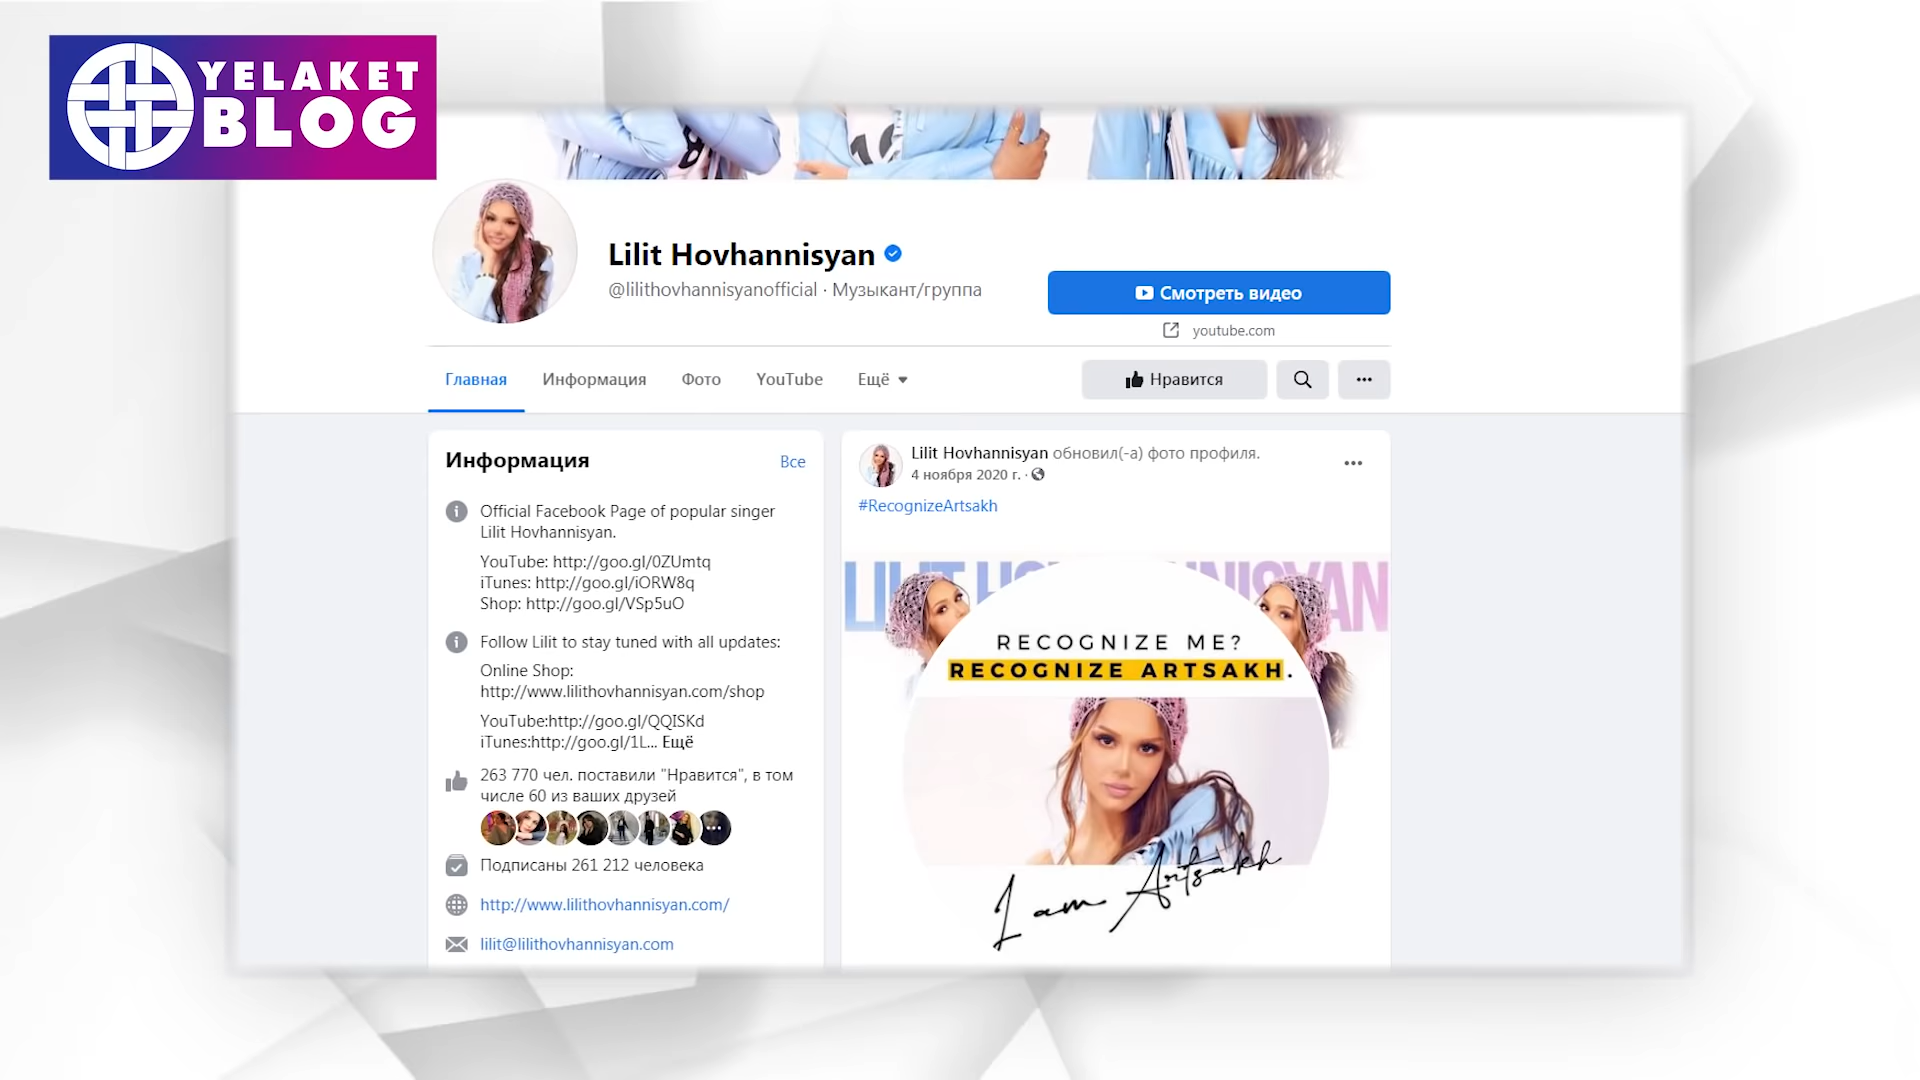 YELAKET
BLOG
Lilit Hovhannisyan
@lilithovhannisyanofficial · Музыкант/группа
Смотреть видео
youtube.com
Главная
Информация
Фото
YouTube
Ещё
Нравится
Информация
Все
Official Facebook Page of popular singer
Lilit Hovhannisyan.
YouTube: http://goo.gl/0ZUmtq
iTunes: http://goo.gl/iORW8q
Shop: http://goo.gl/VSp5uO
Follow Lilit to stay tuned with all updates:
Online Shop:
http://www.lilithovhannisyan.com/shop
YouTube:http://goo.gl/QQISKd
iTunes:http://goo.gl/1L... Ещё
263 770 чел. поставили "Нравится", в том
числе 60 из ваших друзей
Подписаны 261 212 человека
http://www.lilithovhannisyan.com/
lilit@lilithovhannisyan.com
Lilit Hovhannisyan обновил(-а) фото профиля.
4 ноября 2020 г. ·
#RecognizeArtsakh
RECOGNIZE ME?
RECOGNIZE ARTSAKH.
I am Artsakh